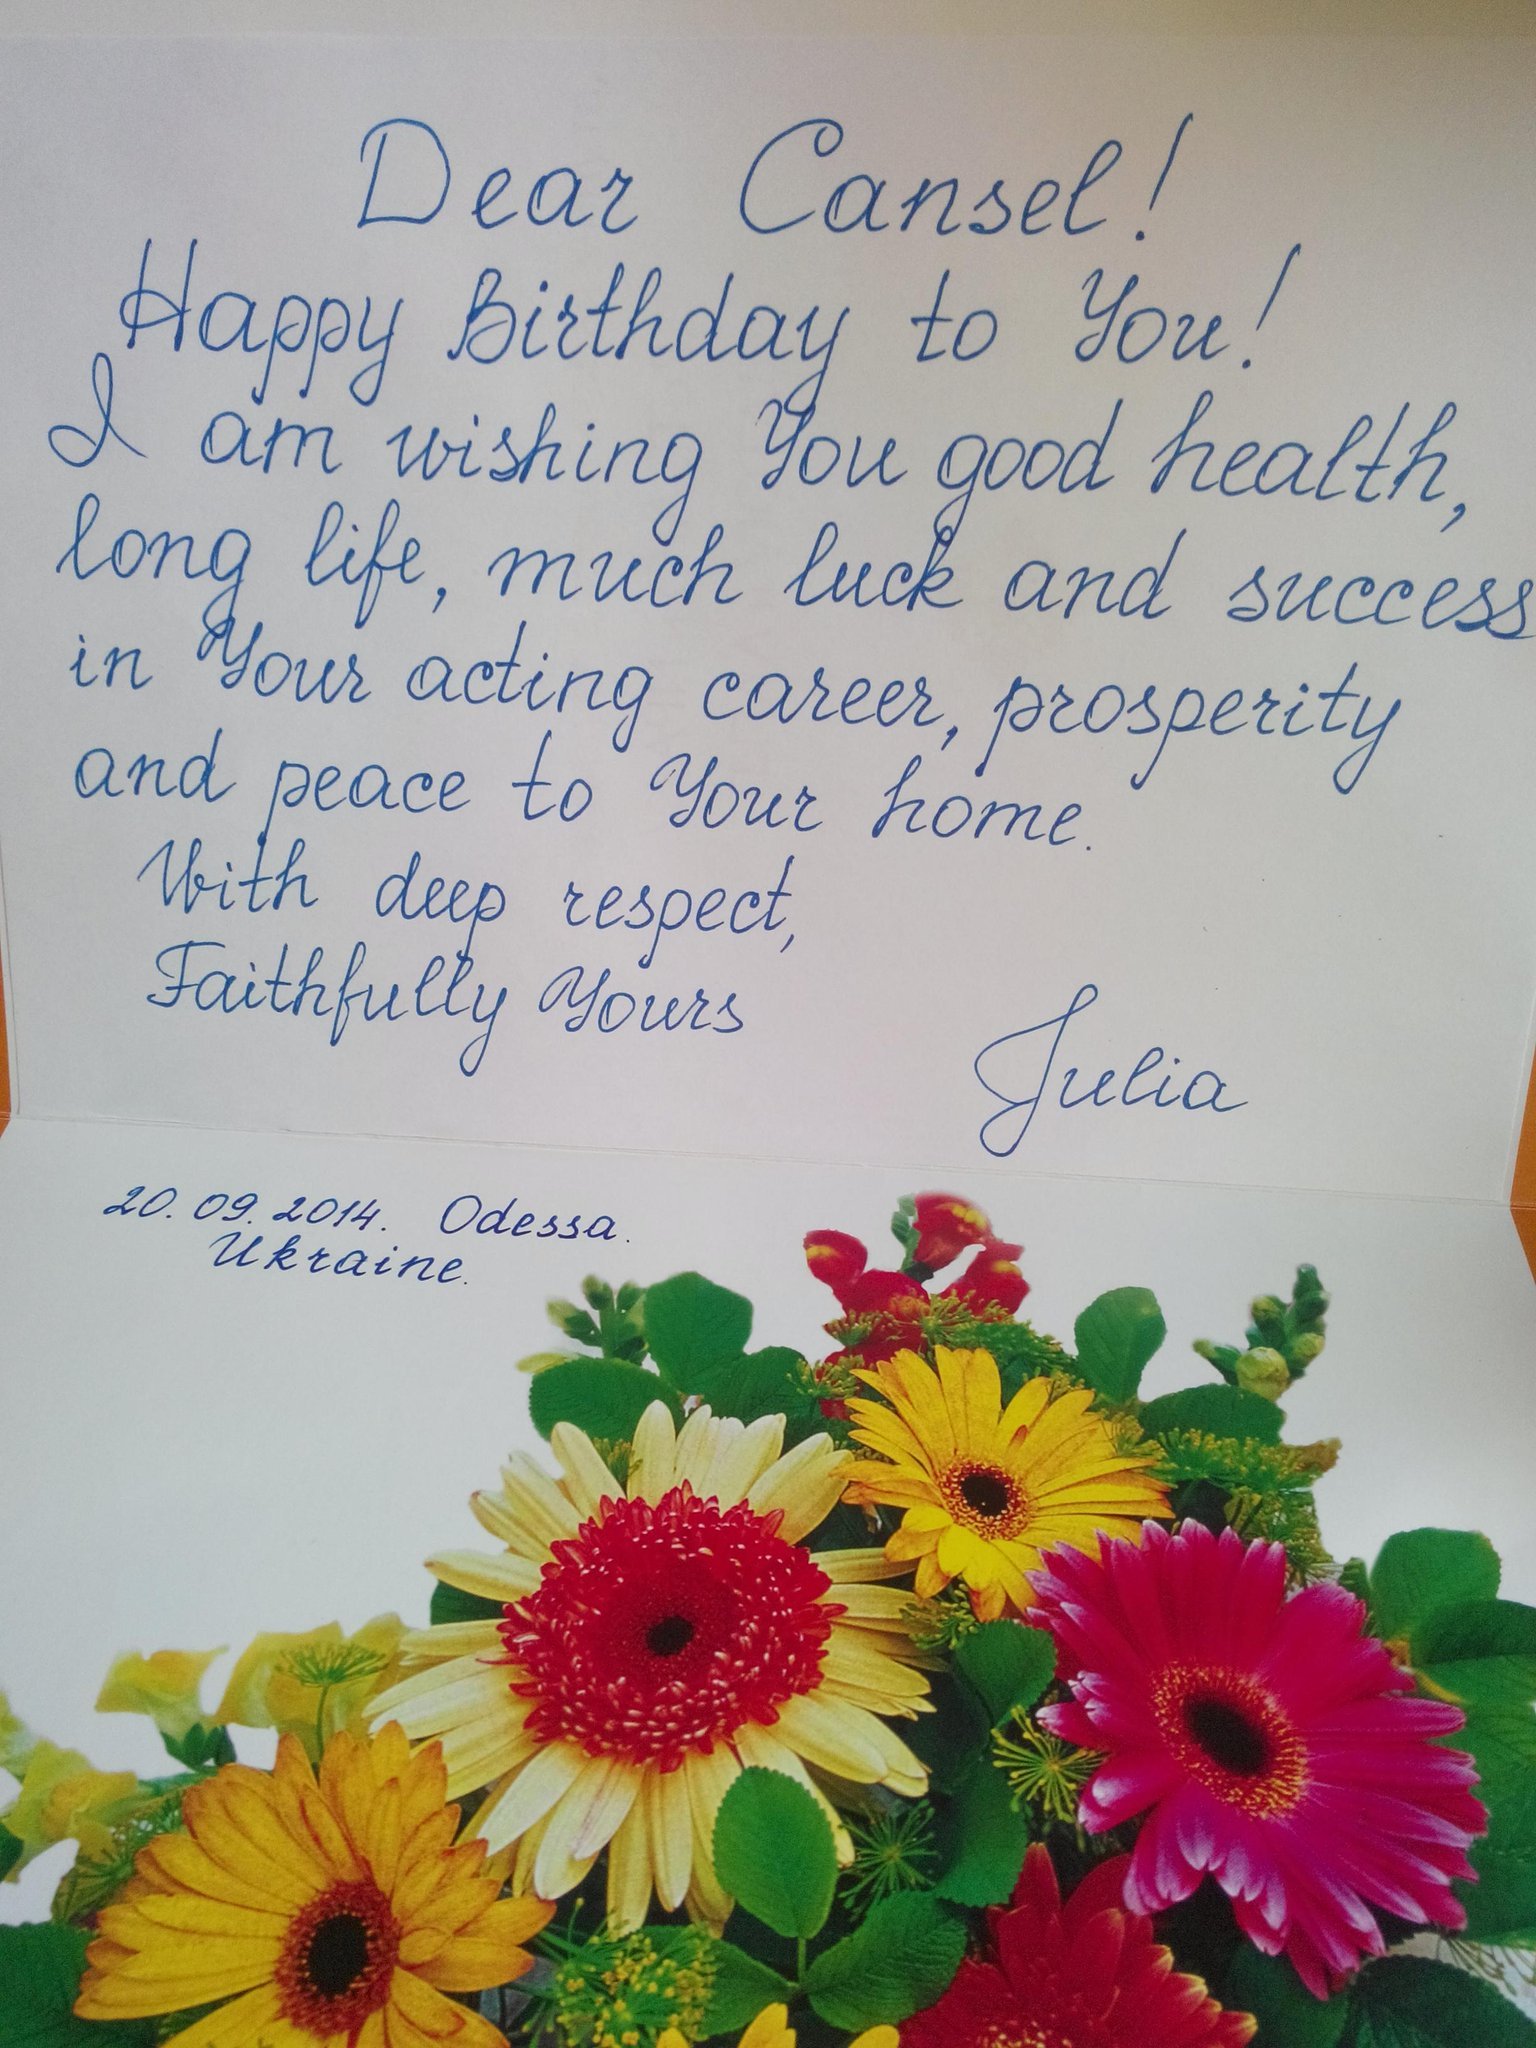 Dear Cansel!
Happy Birthday to You!
I am wishing You good health,
long life, much luck and success
in Your acting career, prosperity
and peace to Your home.
With deep respect,
Faithfully Yours
Julia
20.09.2014. Odessa.
Ukraine.